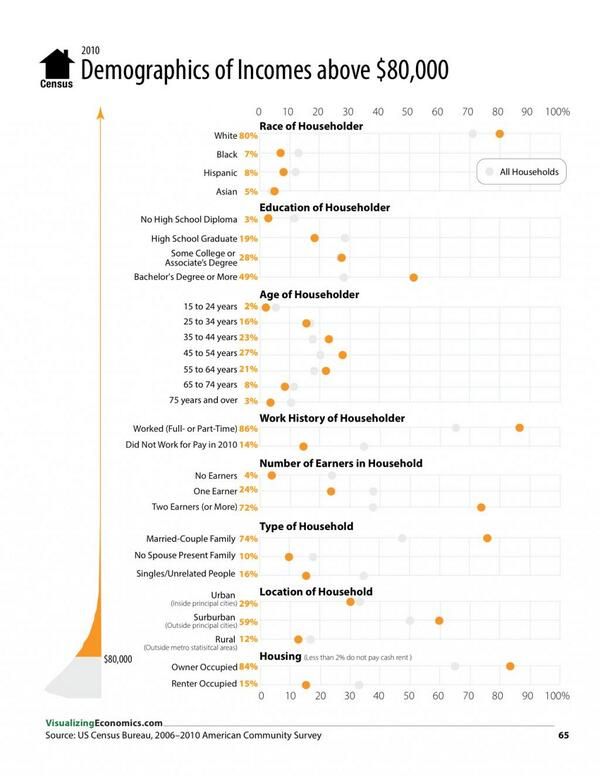 2010
Census
Demographics of Incomes above $80,000
0 10 20 30 40 50 60 70 80 90 100%
Race of Householder
White 80%
Black 7%
Hispanic 8%
All Households
Asian 5%
Education of Householder
No High School Diploma 3%
High School Graduate 19%
Some College or
Associate's Degree 28%
Bachelor's Degree or More 49%
Age of Householder
15 to 24 years 2%
25 to 34 years 16%
35 to 44 years 23%
45 to 54 years 27%
55 to 64 years 21%
65 to 74 years 8%
75 years and over 3%
Work History of Householder
Worked (Full- or Part-Time) 86%
Did Not Work for Pay in 2010 14%
Number of Earners in Household
No Earners 4%
One Earner 24%
Two Earners (or More) 72%
Type of Household
Married-Couple Family 74%
No Spouse Present Family 10%
Singles/Unrelated People 16%
Location of Household
Urban
(Inside principal cities) 29%
Surburban
(Outside principal cities) 59%
Rural 12%
(Outside metro statisitcal areas)
$80,000
Housing (Less than 2% do not pay cash rent )
Owner Occupied 84%
Renter Occupied 15%
0 10 20 30 40 50 60 70 80 90 100%
VisualizingEconomics.com
Source: US Census Bureau, 2006–2010 American Community Survey
65